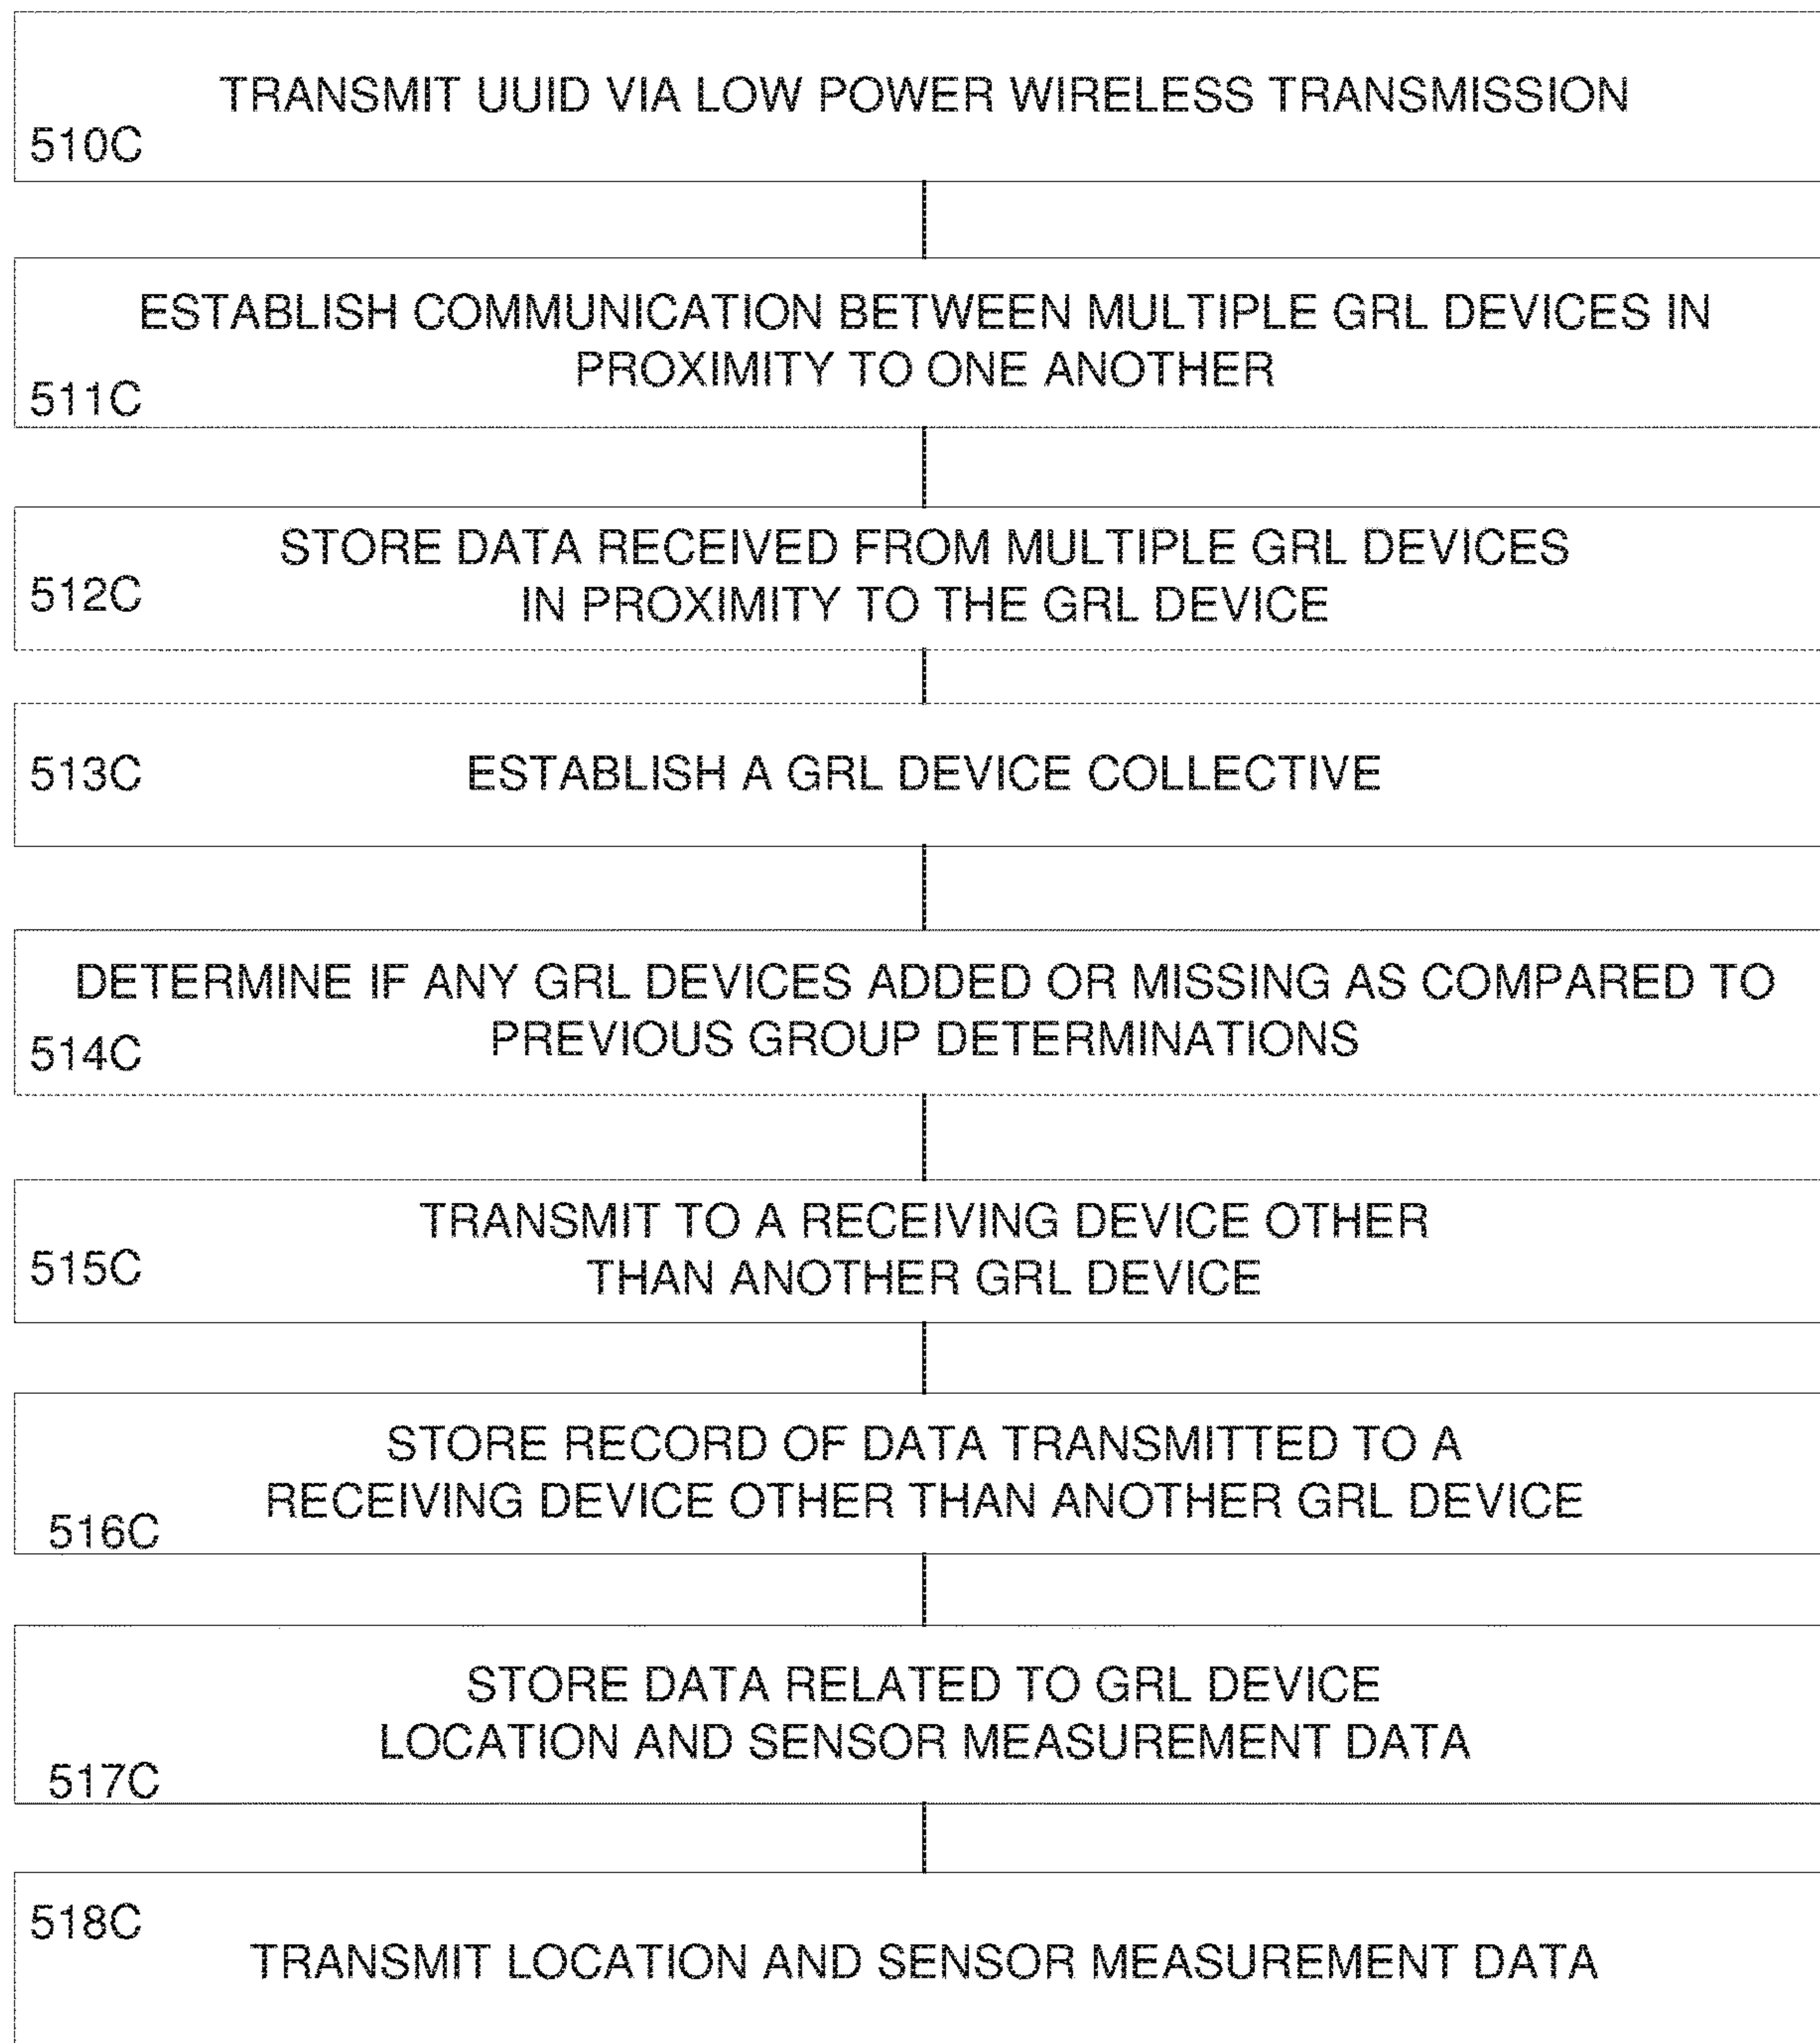 TRANSMIT UUID VIA LOW POWER WIRELESS TRANSMISSION
510C
ESTABLISH COMMUNICATION BETWEEN MULTIPLE GRL DEVICES IN
PROXIMITY TO ONE ANOTHER
511C
STORE DATA RECEIVED FROM MULTIPLE GRL DEVICES
512C
IN PROXIMITY TO THE GRL DEVICE
513C
ESTABLISH A GRL DEVICE COLLECTIVE
DETERMINE IF ANY GRL DEVICES ADDED OR MISSING AS COMPARED TO
PREVIOUS GROUP DETERMINATIONS
514C
TRANSMIT TO A RECEIVING DEVICE OTHER
515C
THAN ANOTHER GRL DEVICE
STORE RECORD OF DATA TRANSMITTED TO A
RECEIVING DEVICE OTHER THAN ANOTHER GRL DEVICE
516C
STORE DATA RELATED TO GRL DEVICE
LOCATION AND SENSOR MEASUREMENT DATA
517C
518C
TRANSMIT LOCATION AND SENSOR MEASUREMENT DATA